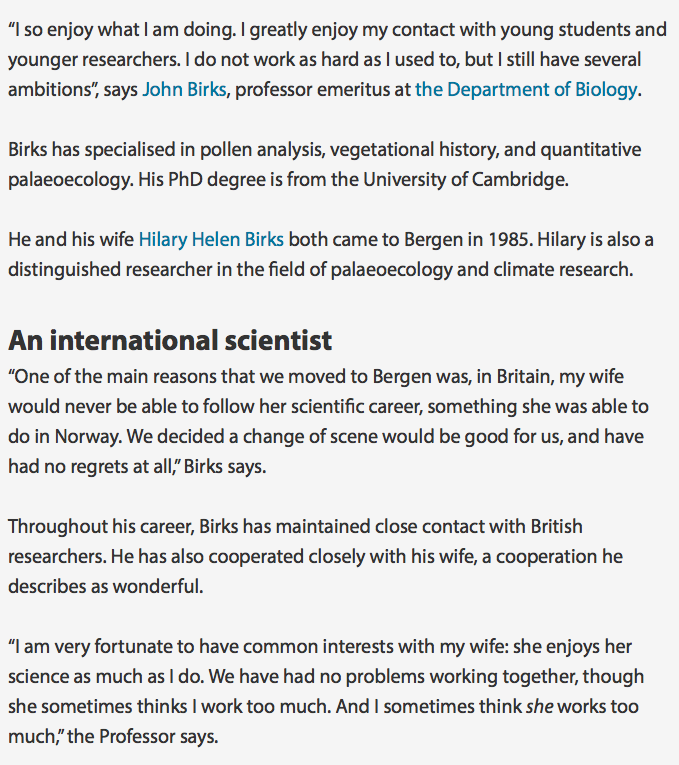 “I so enjoy what I am doing. I greatly enjoy my contact with young students and
younger researchers. I do not work as hard as I used to, but I still have several
ambitions”, says John Birks, professor emeritus at the Department of Biology.
Birks has specialised in pollen analysis, vegetational history, and quantitative
palaeoecology. His PhD degree is from the University of Cambridge.
He and his wife Hilary Helen Birks both came to Bergen in 1985. Hilary is also a
distinguished researcher in the field of palaeoecology and climate research.
An international scientist
“One of the main reasons that we moved to Bergen was, in Britain, my wife
would never be able to follow her scientific career, something she was able to
do in Norway. We decided a change of scene would be good for us, and have
had no regrets at all,” Birks says.
Throughout his career, Birks has maintained close contact with British
researchers. He has also cooperated closely with his wife, a cooperation he
describes as wonderful.
“I am very fortunate to have common interests with my wife: she enjoys her
science as much as I do. We have had no problems working together, though
she sometimes thinks I work too much. And I sometimes think she works too
much,” the Professor says.